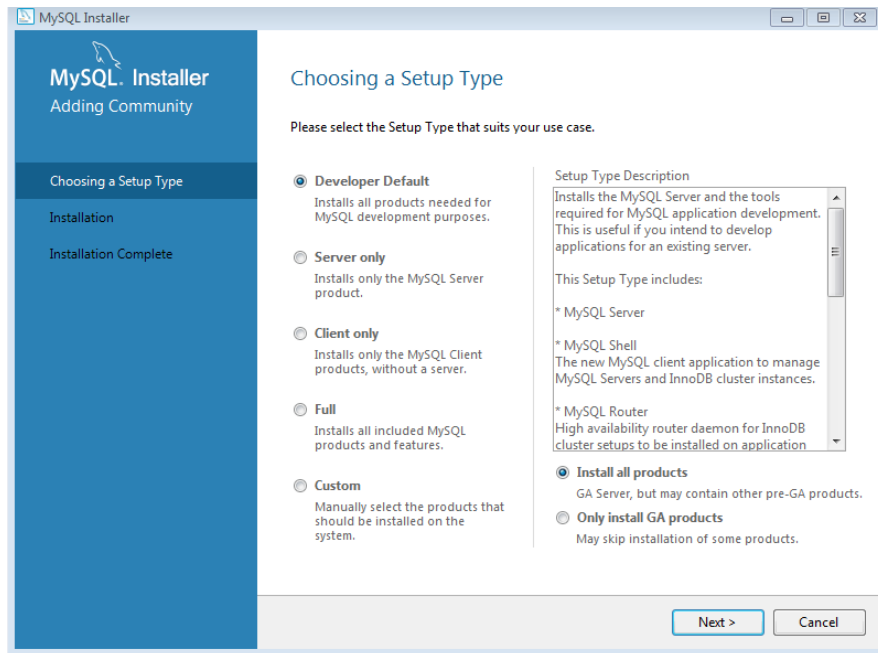 MySQL Installer
MySQL. Installer
Adding Community
Choosing a Setup Type
Installation
Installation Complete
Choosing a Setup Type
Please select the Setup Type that suits your use case.
Developer Default
Installs all products needed for
MySQL development purposes.
Server only
Installs only the MySQL Server
product.
Client only
Installs only the MySQL Client
products, without a server.
Full
Installs all included MySQL
products and features.
Custom
Manually select the products that
should be installed on the
system.
Setup Type Description
Installs the MySQL Server and the tools
required for MySQL application development.
This is useful if you intend to develop
applications for an existing server.
This Setup Type includes:
* MySQL Server
* MySQL Shell
The new MySQL client application to manage
MySQL Servers and InnoDB cluster instances.
* MySQL Router
High availability router daemon for InnoDB
cluster setups to be installed on application
Install all products
GA Server, but may contain other pre-GA products.
Only install GA products
May skip installation of some products.
Next >
Cancel